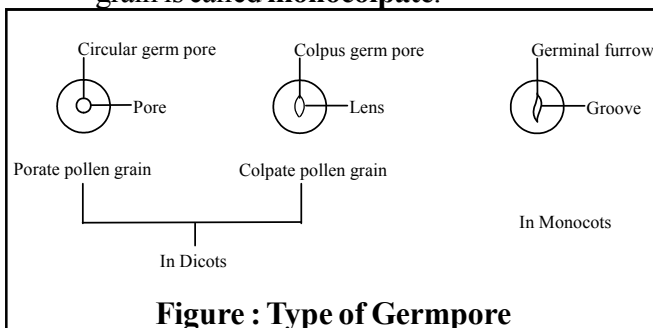 grain is called monocolpate.
Circular germ pore Colpus germ pore Germinal furrow
Pore Lens Groove
Porate pollen grain Colpate pollen grain
In Monocots
In Dicots
Figure : Type of Germpore